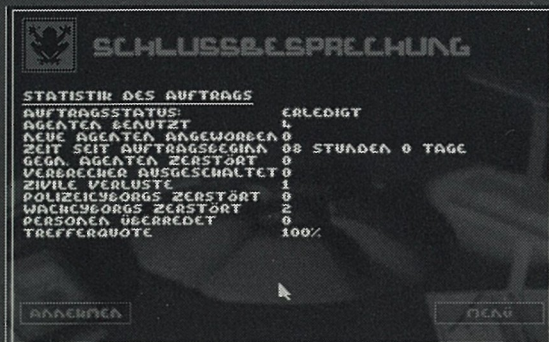 SCHLUSSBESPRECHUNG
STATISTIK DES AUFTRAGS
AUFTRAGSSTATUS: ERLEDIGT
AGENTEN BENUTZT 4
NEUE AGENTEN ANGEWORBEN 0
ZEIT SEIT AUFTRAGSBEGINN 08 STUNDEN 0 TAGE
GEGN. AGENTEN ZERSTÖRT 0
VERBRECHER AUSGESCHALTET 0
ZIVILE VERLUSTE 1
POLIZEICYBORGS ZERSTÖRT 0
WACHCYBORGS ZERSTÖRT 2
PERSONEN ÜBERREDET 0
TREFFERQUOTE 100%
ANNEHMEN MENÜ